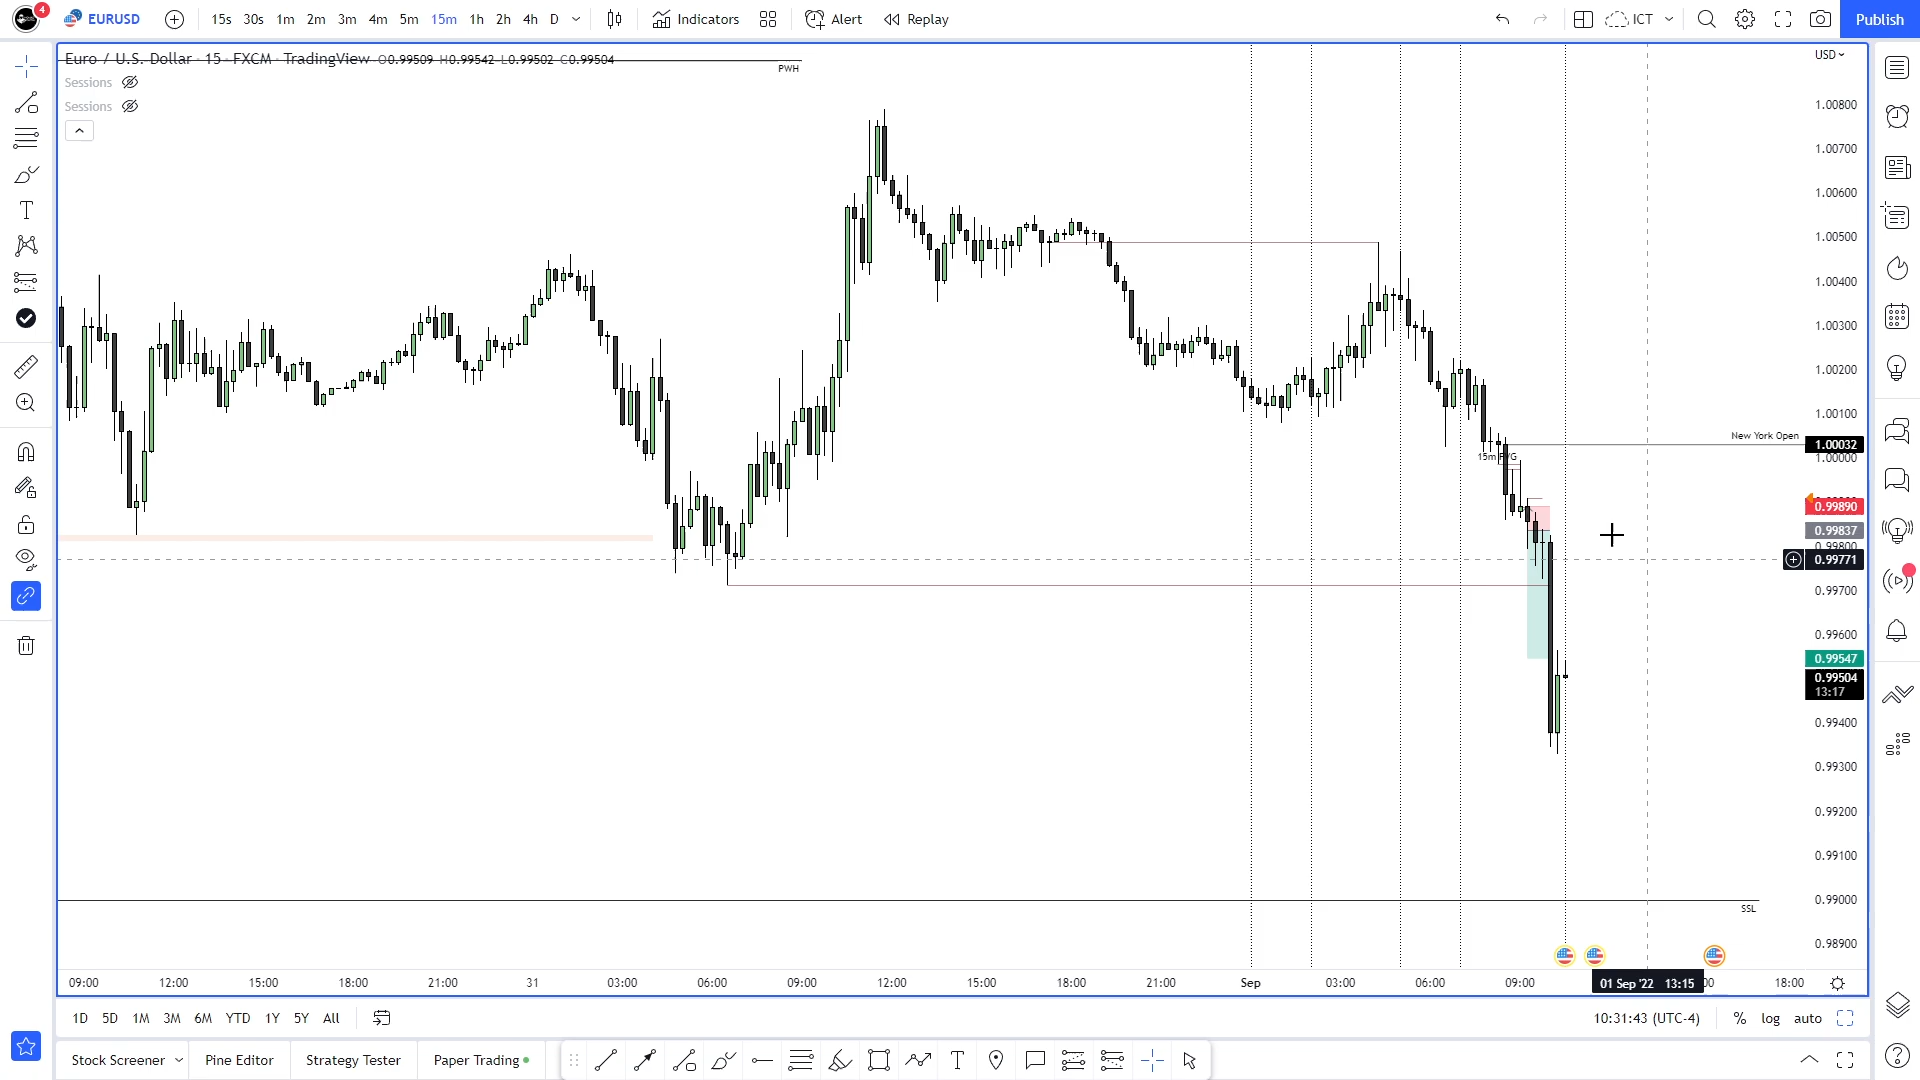 4
EURUSD
15s 30s 1m 2m 3m 4m 5m 15m 1h 2h 4h D
Indicators
Alert
Replay
ICT
Publish
Euro / U.S. Dollar · 15 · FXCM · TradingView O0.99509 H0.99542 L0.99502 C0.99504
Sessions
Sessions
PWH
USD
1.00800
1.00700
1.00600
1.00500
1.00400
1.00300
1.00200
1.00100
New York Open
1.00032
15m FVG
1.00000
0.99890
0.99837
0.99800
0.99771
0.99700
0.99600
0.99547
0.99504
13:17
0.99400
0.99300
0.99200
0.99100
0.99000
SSL
0.98900
09:00 12:00 15:00 18:00 21:00 31 03:00 06:00 09:00 12:00 15:00 18:00 21:00 Sep 03:00 06:00 09:00 01 Sep '22 13:15 18:00
1D 5D 1M 3M 6M YTD 1Y 5Y All
10:31:43 (UTC-4) % log auto
Stock Screener Pine Editor Strategy Tester Paper Trading